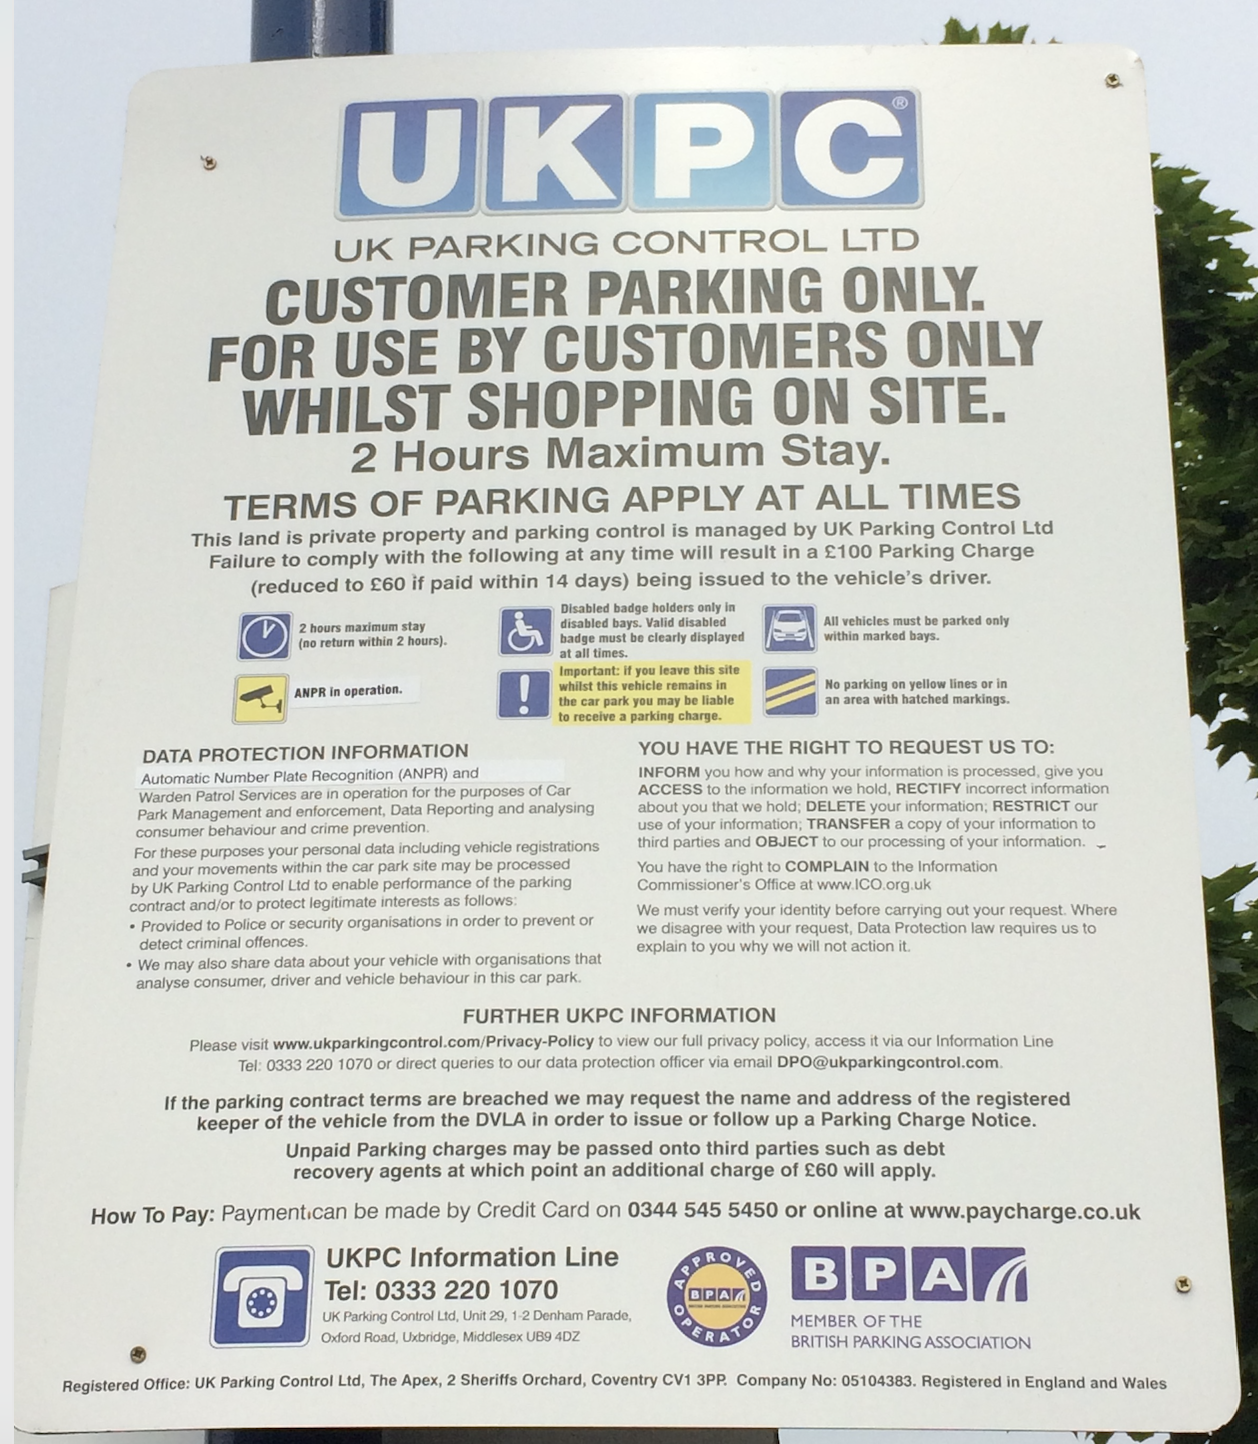 UKPC®
UK PARKING CONTROL LTD
CUSTOMER PARKING ONLY.
FOR USE BY CUSTOMERS ONLY
WHILST SHOPPING ON SITE.
2 Hours Maximum Stay.
TERMS OF PARKING APPLY AT ALL TIMES
This land is private property and parking control is managed by UK Parking Control Ltd
Failure to comply with the following at any time will result in a £100 Parking Charge
(reduced to £60 if paid within 14 days) being issued to the vehicle's driver.
2 hours maximum stay
(no return within 2 hours).
Disabled badge holders only in
disabled bays. Valid disabled
badge must be clearly displayed
at all times.
All vehicles must be parked only
within marked bays.
ANPR in operation.
Important: if you leave this site
whilst this vehicle remains in
the car park you may be liable
to receive a parking charge.
No parking on yellow lines or in
an area with hatched markings.
DATA PROTECTION INFORMATION
Automatic Number Plate Recognition (ANPR) and
Warden Patrol Services are in operation for the purposes of Car
Park Management and enforcement, Data Reporting and analysing
consumer behaviour and crime prevention.
For these purposes your personal data including vehicle registrations
and your movements within the car park site may be processed
by UK Parking Control Ltd to enable performance of the parking
contract and/or to protect legitimate interests as follows:
• Provided to Police or security organisations in order to prevent or
detect criminal offences.
• We may also share data about your vehicle with organisations that
analyse consumer, driver and vehicle behaviour in this car park.
YOU HAVE THE RIGHT TO REQUEST US TO:
INFORM you how and why your information is processed, give you
ACCESS to the information we hold, RECTIFY incorrect information
about you that we hold; DELETE your information; RESTRICT our
use of your information; TRANSFER a copy of your information to
third parties and OBJECT to our processing of your information.
You have the right to COMPLAIN to the Information
Commissioner's Office at www.ICO.org.uk
We must verify your identity before carrying out your request. Where
we disagree with your request, Data Protection law requires us to
explain to you why we will not action it.
FURTHER UKPC INFORMATION
Please visit www.ukparkingcontrol.com/Privacy-Policy to view our full privacy policy, access it via our Information Line
Tel: 0333 220 1070 or direct queries to our data protection officer via email DPO@ukparkingcontrol.com.
If the parking contract terms are breached we may request the name and address of the registered
keeper of the vehicle from the DVLA in order to issue or follow up a Parking Charge Notice.
Unpaid Parking charges may be passed onto third parties such as debt
recovery agents at which point an additional charge of £60 will apply.
How To Pay: Payment can be made by Credit Card on 0344 545 5450 or online at www.paycharge.co.uk
UKPC Information Line
Tel: 0333 220 1070
UK Parking Control Ltd, Unit 29, 1-2 Denham Parade,
Oxford Road, Uxbridge, Middlesex UB9 4DZ
APPROVED
BPA
OPERATOR
BPA
MEMBER OF THE
BRITISH PARKING ASSOCIATION
Registered Office: UK Parking Control Ltd, The Apex, 2 Sheriffs Orchard, Coventry CV1 3PP. Company No: 05104383. Registered in England and Wales